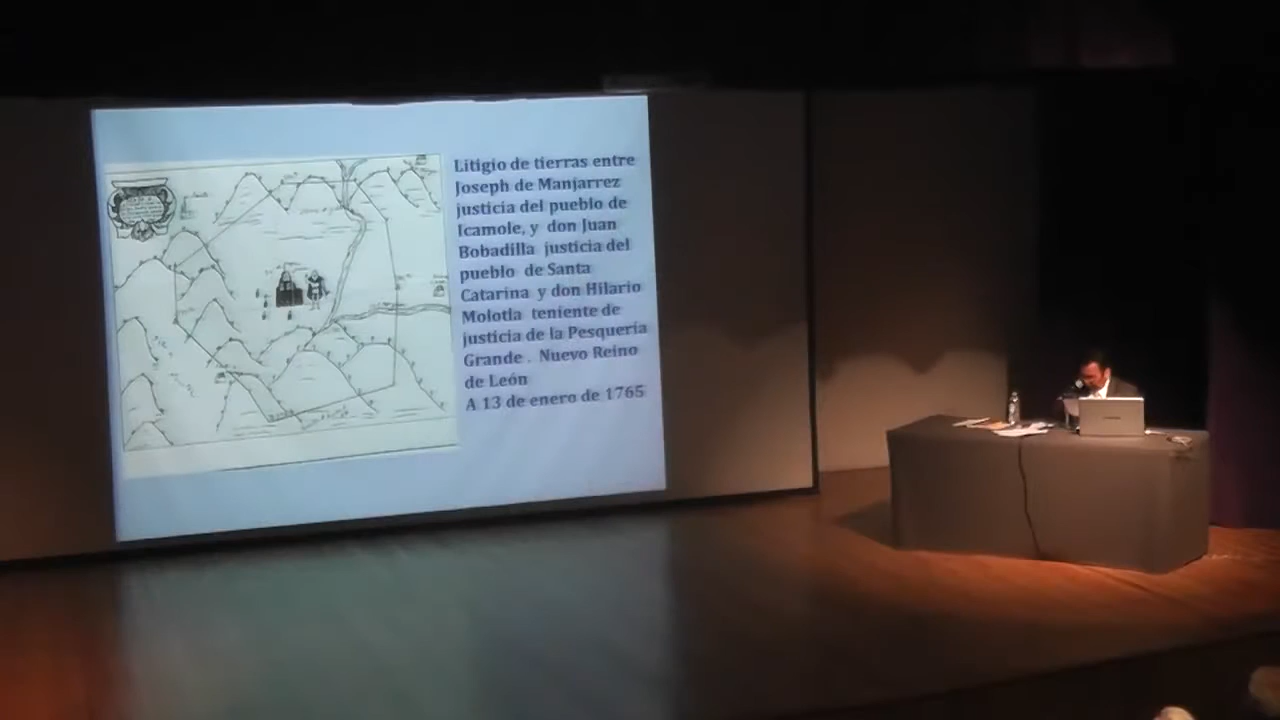 Litigio de tierras entre
Joseph de Manjarrez
justicia del pueblo de
Icamole, y don Juan
Bobadilla justicia del
pueblo de Santa
Catarina y don Hilario
Molotla teniente de
justicia de la Pesquería
Grande . Nuevo Reino
de León
A 13 de enero de 1765